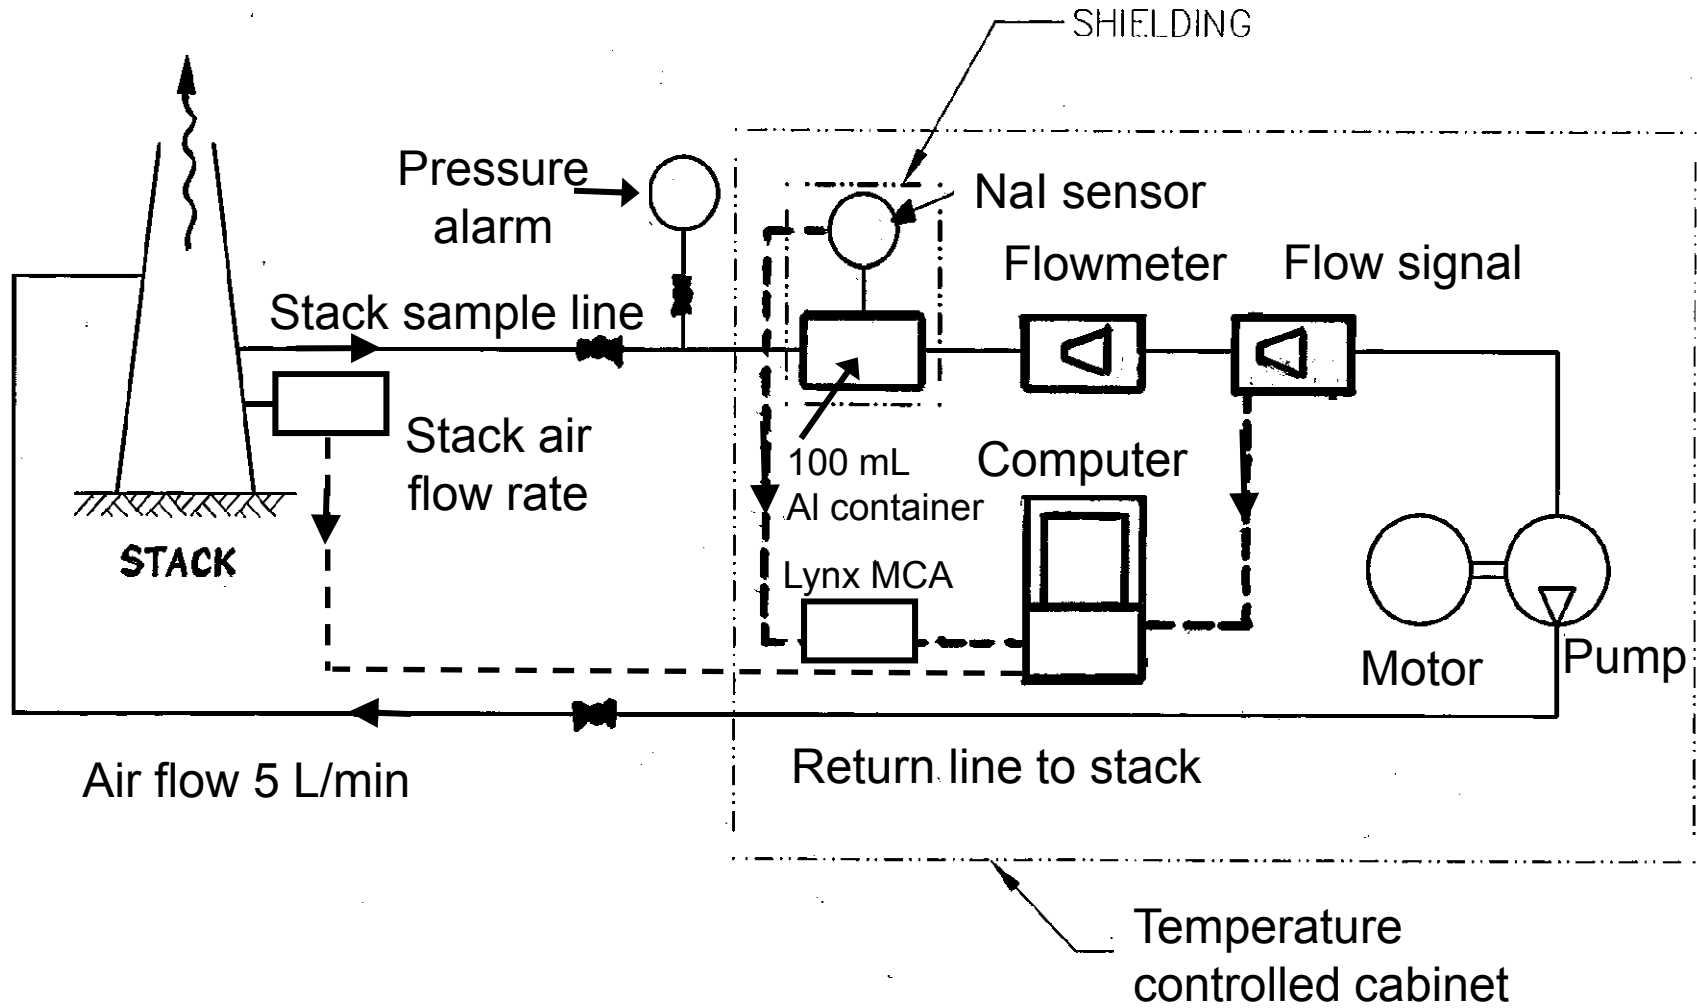 SHIELDING
Pressure
alarm
NaI sensor
Flowmeter
Flow signal
Stack sample line
Stack air
flow rate
100 mL
Al container
Computer
STACK
Lynx MCA
Motor
Pump
Air flow 5 L/min
Return line to stack
Temperature
controlled cabinet